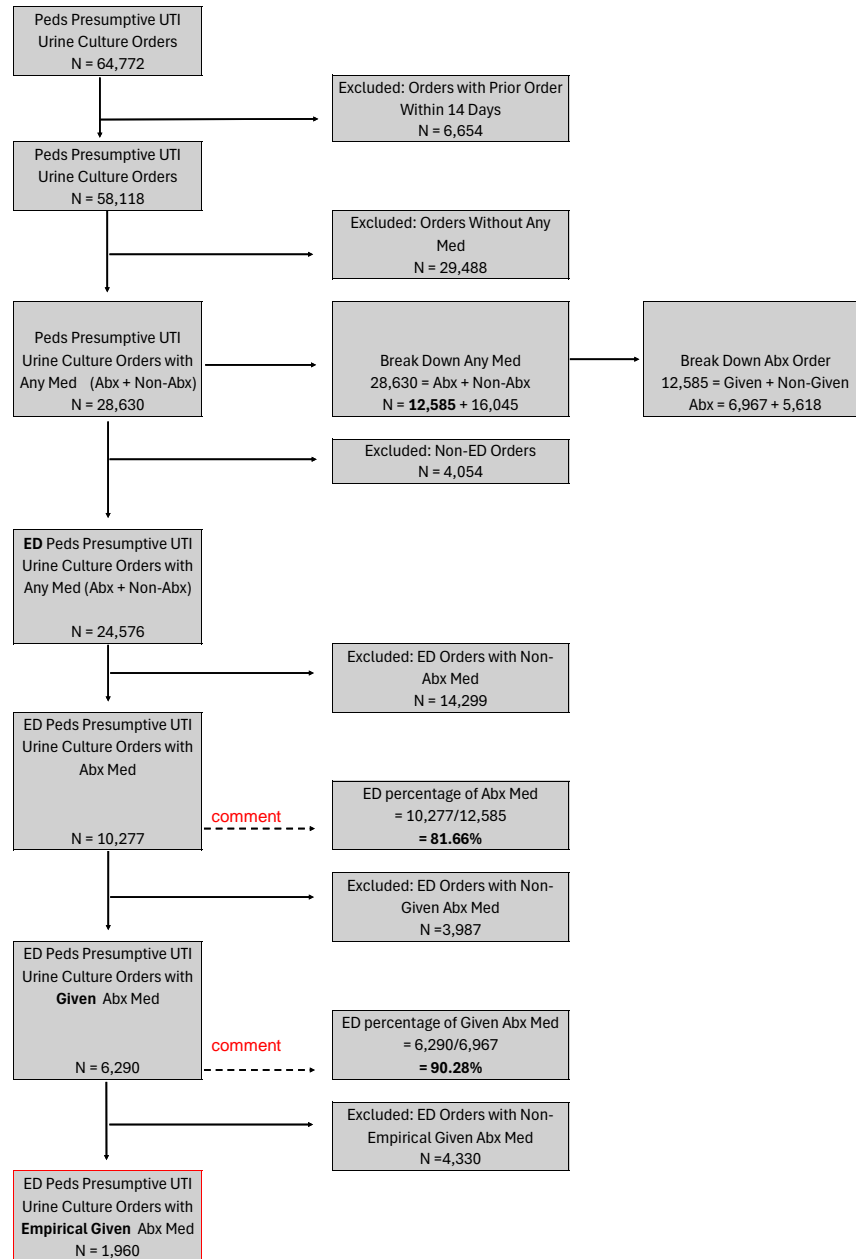 Peds Presumptive UTI
Urine Culture Orders
N = 64,772
Excluded: Orders with Prior Order
Within 14 Days
N = 6,654
Peds Presumptive UTI
Urine Culture Orders
N = 58,118
Excluded: Orders Without Any
Med
N = 29,488
Peds Presumptive UTI
Urine Culture Orders with
Any Med (Abx + Non-Abx)
N = 28,630
Break Down Any Med
28,630 = Abx + Non-Abx
N = 12,585 + 16,045
Break Down Abx Order
12,585 = Given + Non-Given
Abx = 6,967 + 5,618
Excluded: Non-ED Orders
N = 4,054
ED Peds Presumptive UTI
Urine Culture Orders with
Any Med (Abx + Non-Abx)
N = 24,576
Excluded: ED Orders with Non-
Abx Med
N = 14,299
ED Peds Presumptive UTI
Urine Culture Orders with
Abx Med
N = 10,277
comment
ED percentage of Abx Med
= 10,277/12,585
= 81.66%
Excluded: ED Orders with Non-
Given Abx Med
N =3,987
ED Peds Presumptive UTI
Urine Culture Orders with
Given Abx Med
N = 6,290
comment
ED percentage of Given Abx Med
= 6,290/6,967
= 90.28%
Excluded: ED Orders with Non-
Empirical Given Abx Med
N =4,330
ED Peds Presumptive UTI
Urine Culture Orders with
Empirical Given Abx Med
N = 1,960